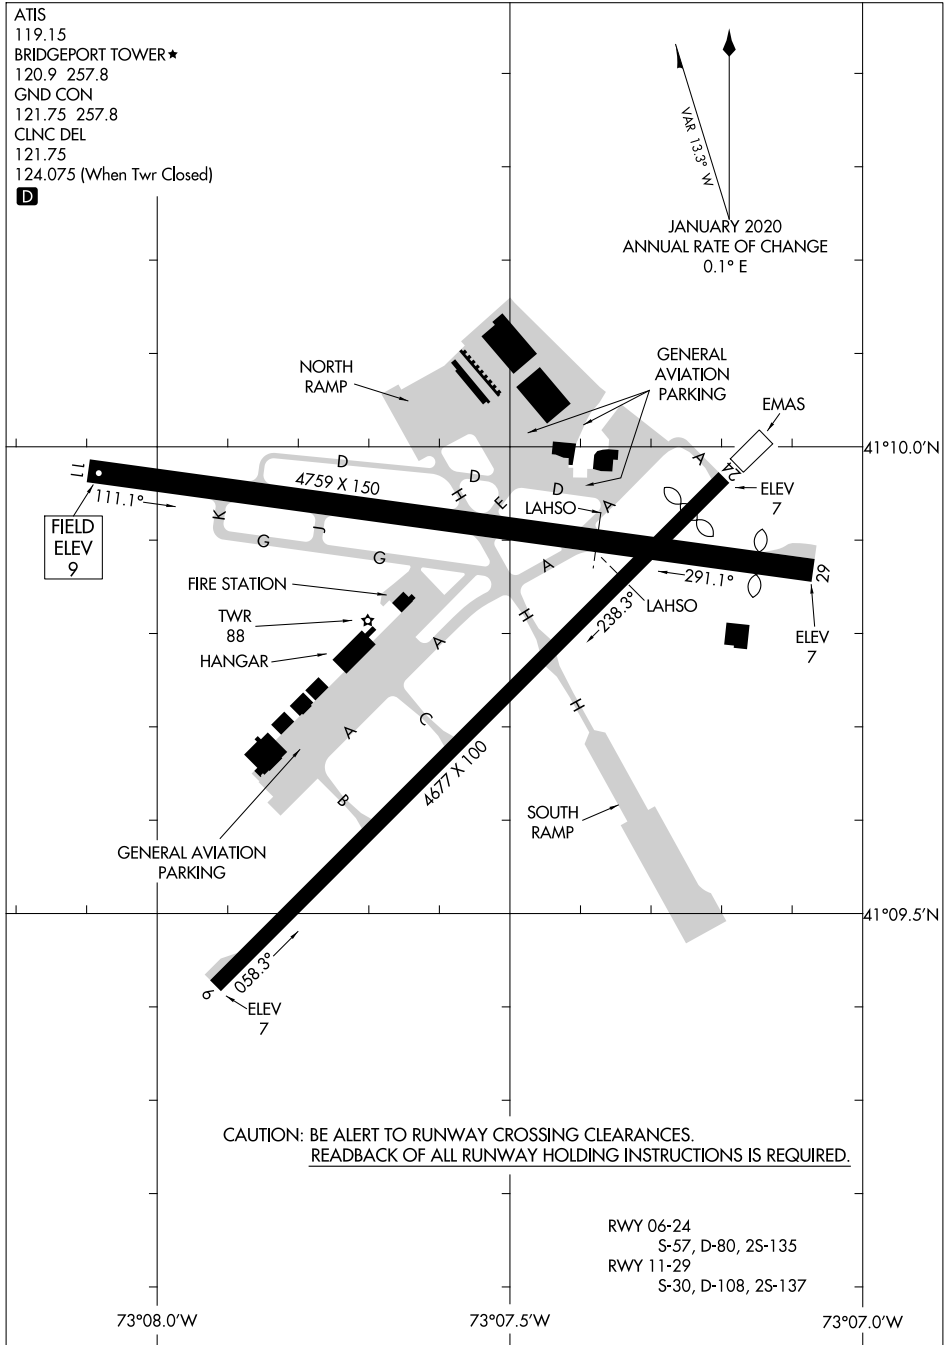 ATIS
119.15
BRIDGEPORT TOWER★
120.9 257.8
GND CON
121.75 257.8
CLNC DEL
121.75
124.075 (When Twr Closed)
D
VAR 13.3° W
JANUARY 2020
ANNUAL RATE OF CHANGE
0.1° E
NORTH
RAMP
GENERAL
AVIATION
PARKING
EMAS
41°10.0'N
11
111.1°
4759 X 150
FIELD
ELEV
9
D
D
D
H
E
K
J
G
G
A
A
A
24
ELEV
7
LAHSO
LAHSO
291.1°
29
ELEV
7
238.3°
FIRE STATION
TWR
88
HANGAR
A
A
H
H
C
B
4677 X 100
SOUTH
RAMP
GENERAL AVIATION
PARKING
41°09.5'N
058.3°
6
ELEV
7
CAUTION: BE ALERT TO RUNWAY CROSSING CLEARANCES.
READBACK OF ALL RUNWAY HOLDING INSTRUCTIONS IS REQUIRED.
RWY 06-24
S-57, D-80, 2S-135
RWY 11-29
S-30, D-108, 2S-137
73°08.0'W
73°07.5'W
73°07.0'W